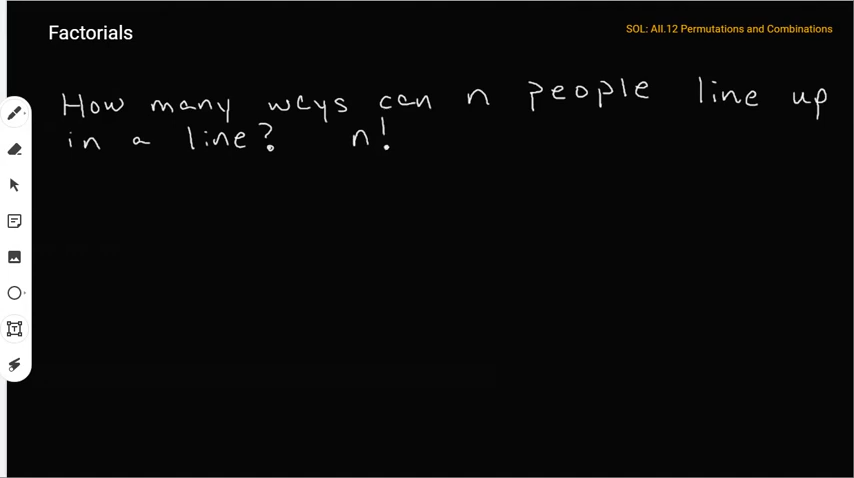 Factorials
SOL: AII.12 Permutations and Combinations
How many ways can n people line up
in a line? n!